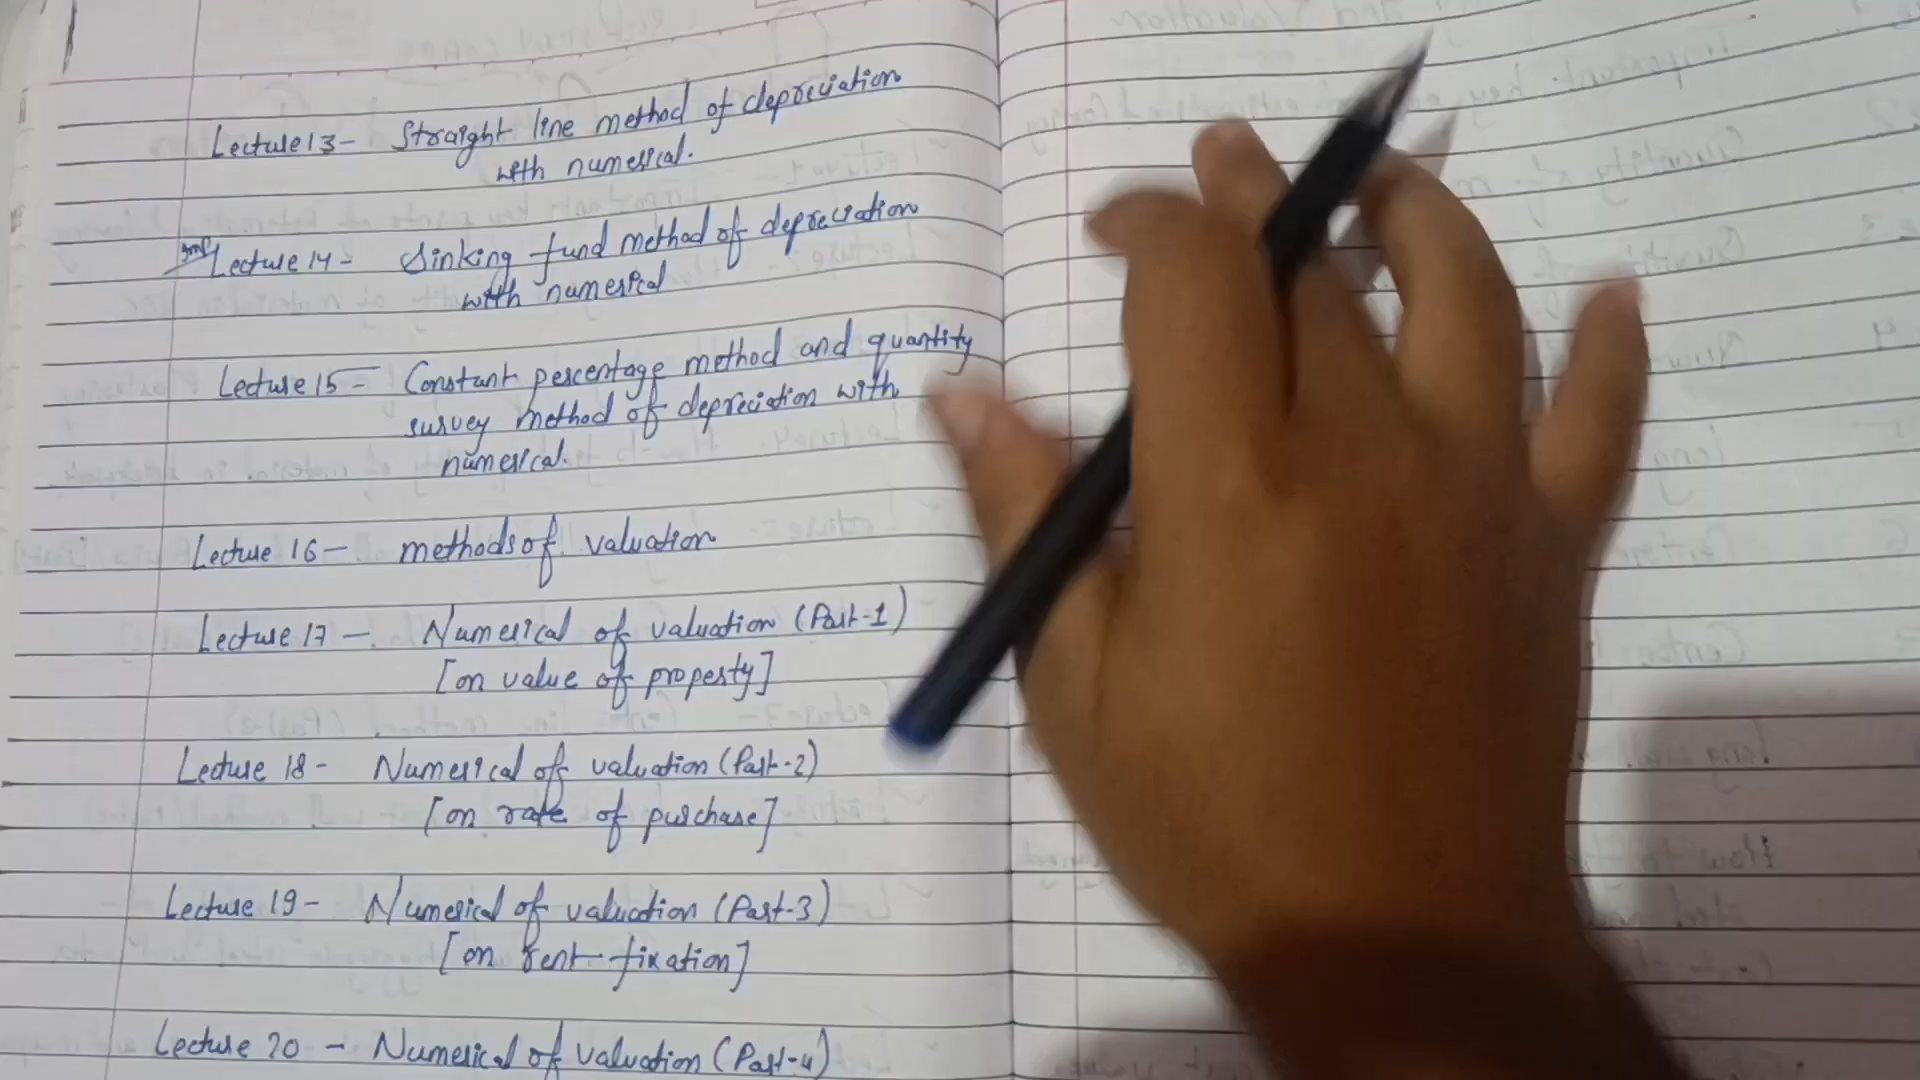 Lecture 13 - Straight line method of depreciation
with numerical.
Imp Lecture 14 - Sinking fund method of depreciation
with numerical
Lecture 15 - Constant percentage method and quantity
survey method of depreciation with
numerical.
Lecture 16 - methods of valuation
Lecture 17 - Numerical of valuation (Part-1)
[on value of property]
Lecture 18 - Numerical of valuation (Part-2)
[on rate of purchase]
Lecture 19 - Numerical of valuation (Part-3)
[on rent fixation]
Lecture 20 - Numerical of valuation (Part-4)